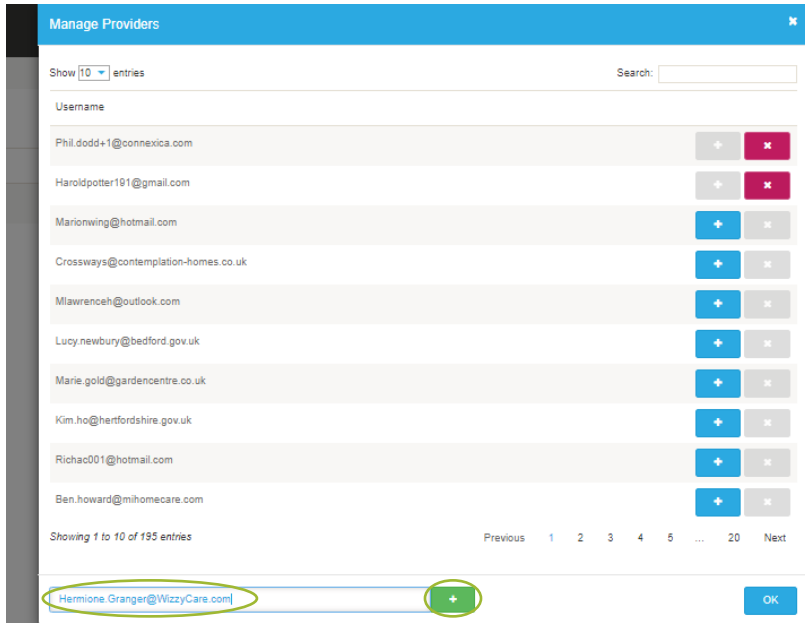 Manage Providers
Show 10 entries Search:
Username
Phil.dodd+1@connexica.com
Haroldpotter191@gmail.com
Marionwing@hotmail.com
Crossways@contemplation-homes.co.uk
Mlawrenceh@outlook.com
Lucy.newbury@bedford.gov.uk
Marie.gold@gardencentre.co.uk
Kim.ho@hertfordshire.gov.uk
Richac001@hotmail.com
Ben.howard@mihomecare.com
Showing 1 to 10 of 195 entries Previous 1 2 3 4 5 ... 20 Next
Hermione.Granger@WizzyCare.com OK